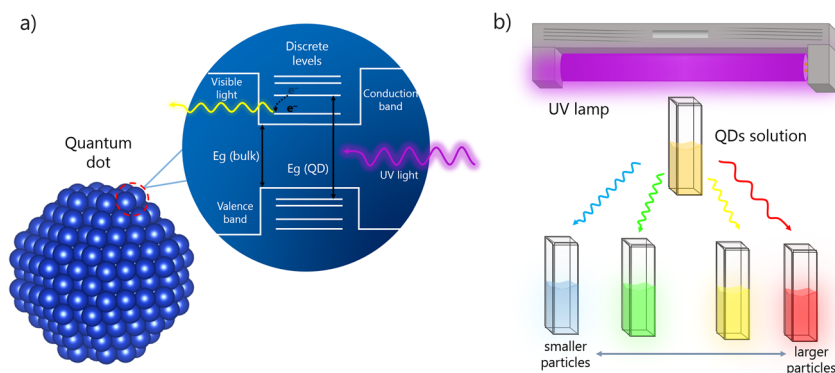 a)
Quantum
dot
Discrete
levels
Visible
light
e⁻
e⁻
Conduction
band
Eg (bulk)
Eg (QD)
UV light
Valence
band
b)
UV lamp
QDs solution
smaller
particles
larger
particles